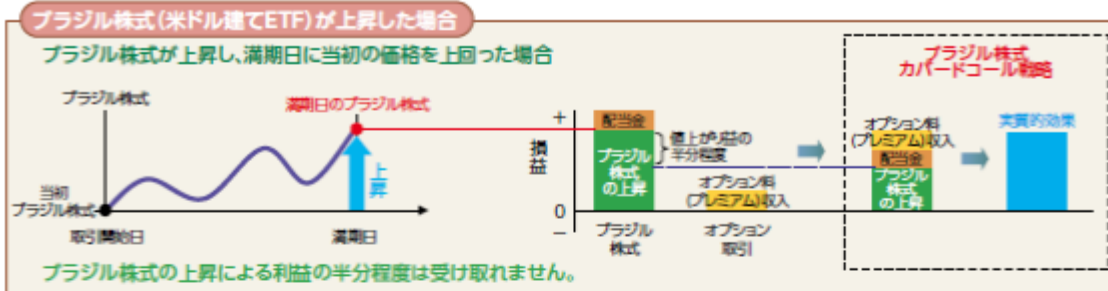 ブラジル株式(米ドル建てETF)が上昇した場合
ブラジル株式が上昇し、満期日に当初の価格を上回った場合
ブラジル株式
満期日のブラジル株式
上昇
当初
ブラジル株式
取引開始日
満期日
損益
+
0
−
配当金
ブラジル
株式
の上昇
値上がり益の
半分程度
オプション料
(プレミアム)収入
ブラジル
株式
オプション
取引
ブラジル株式
カバードコール戦略
オプション料
(プレミアム)収入
配当金
ブラジル
株式
の上昇
実質的効果
ブラジル株式の上昇による利益の半分程度は受け取れません。